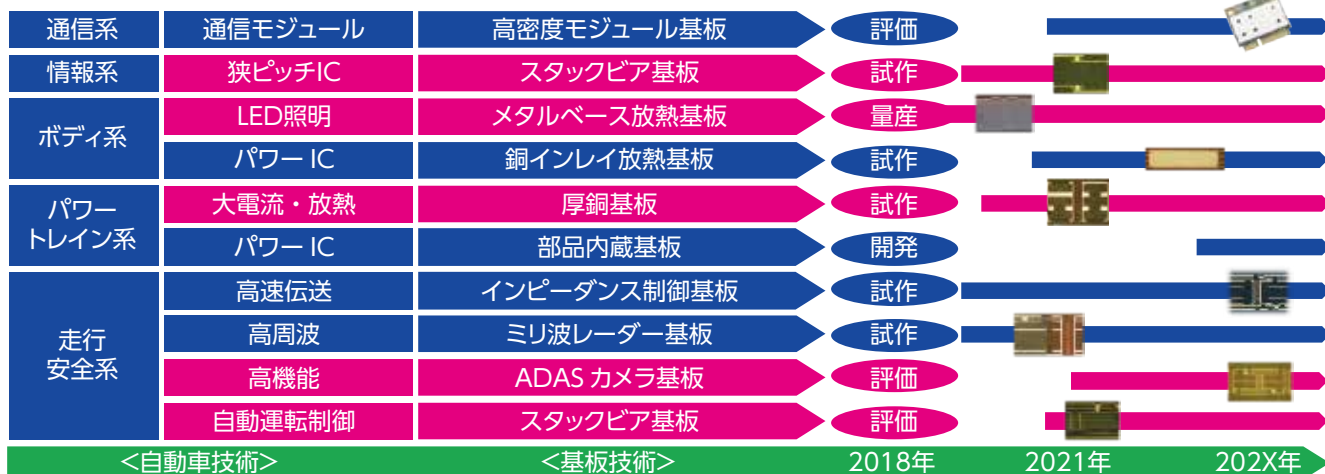 通信系 通信モジュール 高密度モジュール基板 評価
情報系 狭ピッチIC スタックビア基板 試作
ボディ系
LED照明 メタルベース放熱基板 量産
パワー IC 銅インレイ放熱基板 試作
パワー
トレイン系
大電流・放熱 厚銅基板 試作
パワー IC 部品内蔵基板 開発
走行
安全系
高速伝送 インピーダンス制御基板 試作
高周波 ミリ波レーダー基板 試作
高機能 ADAS カメラ基板 評価
自動運転制御 スタックビア基板 評価
<自動車技術> <基板技術> 2018年 2021年 202X年